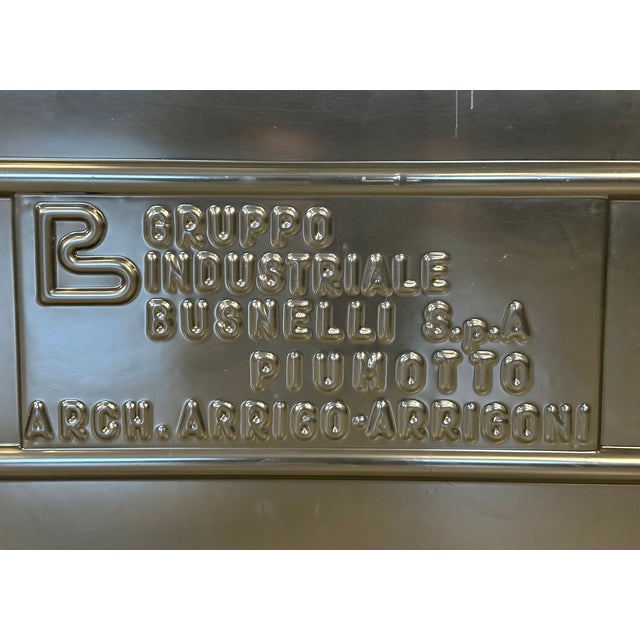 B GRUPPO
INDUSTRIALE
BUSNELLI S.p.A
PIUMOTTO
ARCH. ARRIGO-ARRIGONI